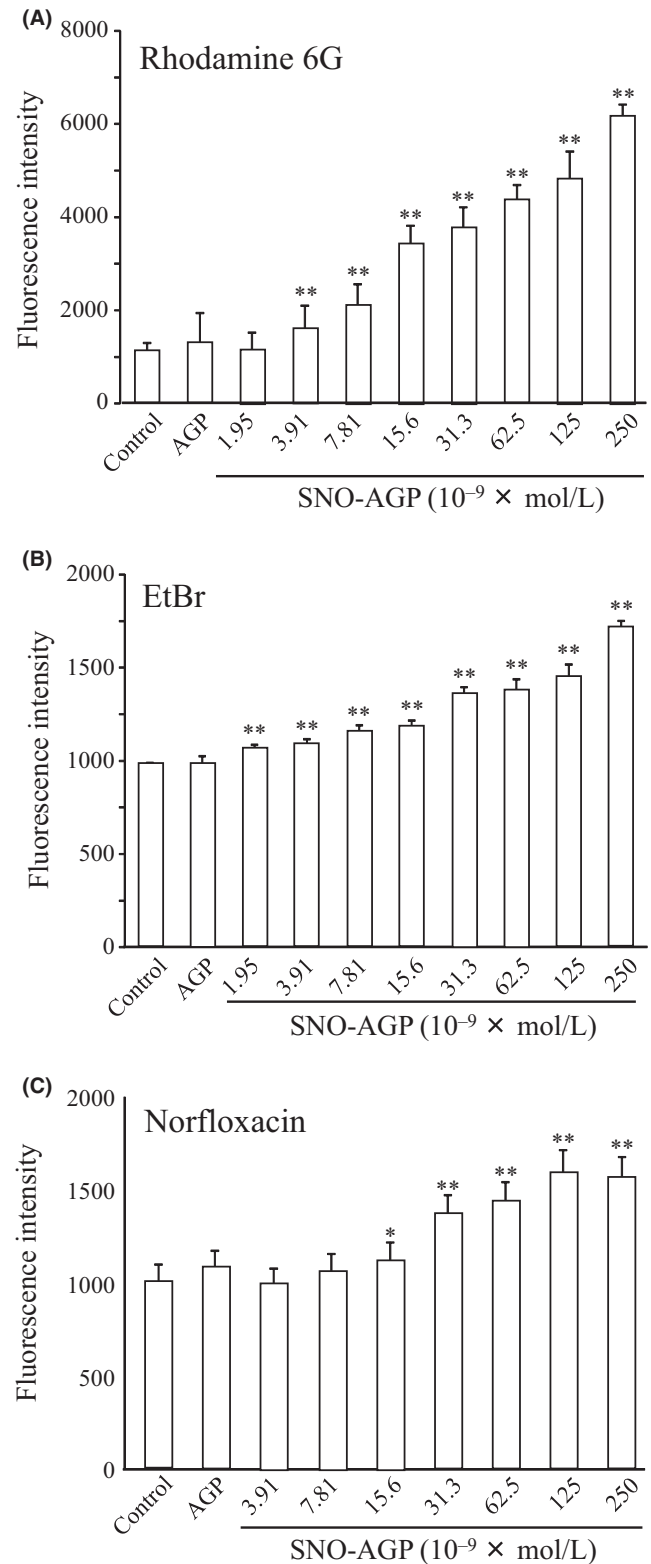 (A)
8000
Rhodamine 6G
6000
4000
2000
0
Fluorescence intensity
** ** ** ** ** ** **
Control AGP 1.95 3.91 7.81 15.6 31.3 62.5 125 250
SNO-AGP (10⁻⁹ × mol/L)
(B)
2000
EtBr
1500
1000
500
0
Fluorescence intensity
** ** ** ** ** ** ** **
Control AGP 1.95 3.91 7.81 15.6 31.3 62.5 125 250
SNO-AGP (10⁻⁹ × mol/L)
(C)
2000
Norfloxacin
1500
1000
500
0
Fluorescence intensity
* ** ** ** **
Control AGP 3.91 7.81 15.6 31.3 62.5 125 250
SNO-AGP (10⁻⁹ × mol/L)